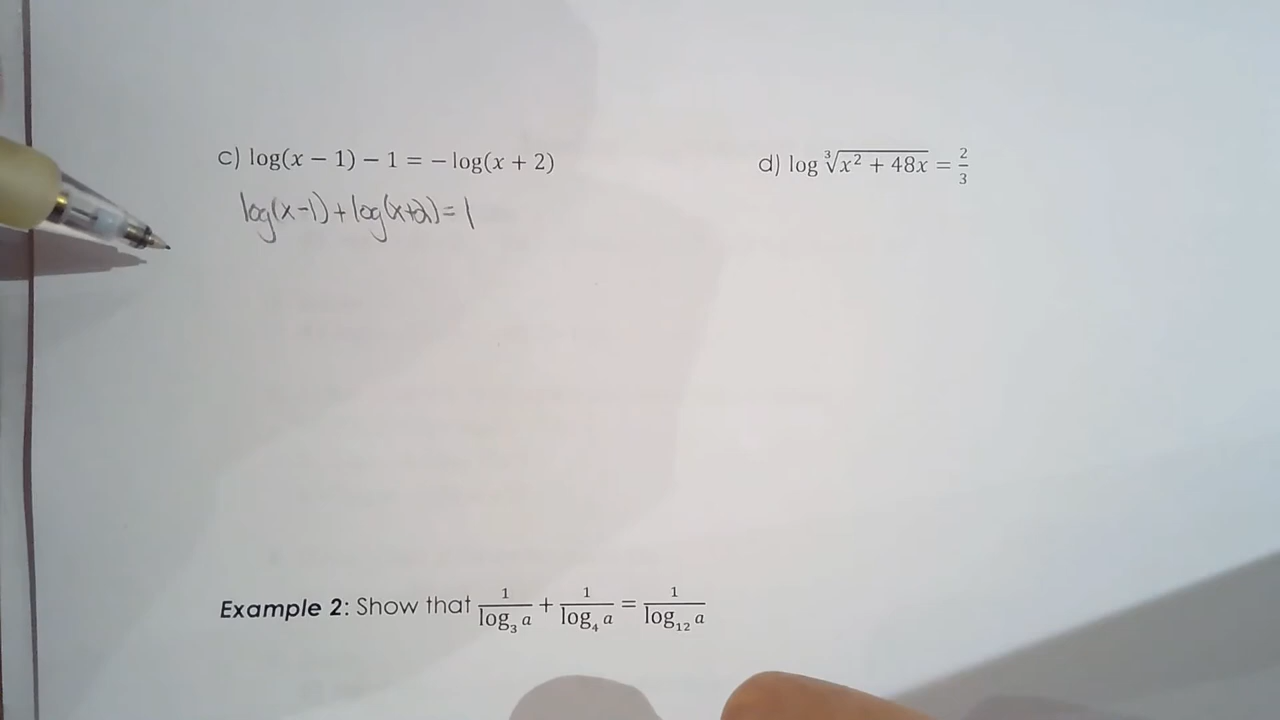 c) log(x − 1) − 1 = − log(x + 2)
log(x-1)+log(x+2)=1
d) log ∛(x² + 48x) = 2/3
Example 2: Show that 1/log₃ a + 1/log₄ a = 1/log₁₂ a